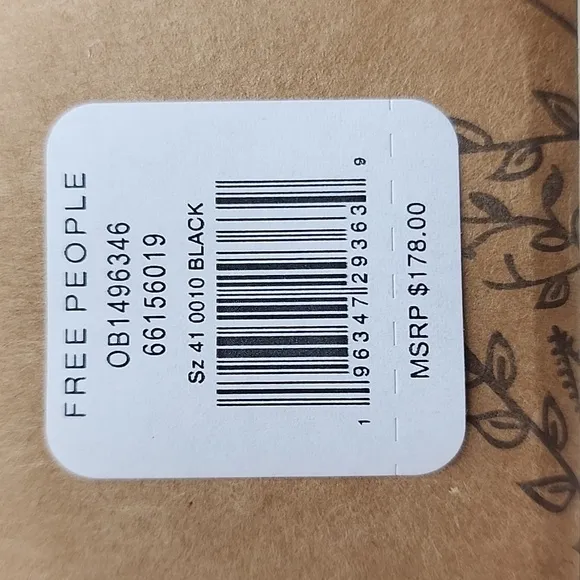 FREE PEOPLE
OB1496346
66156019
Sz 41 0010 BLACK
1 96347 29363 9
MSRP $178.00